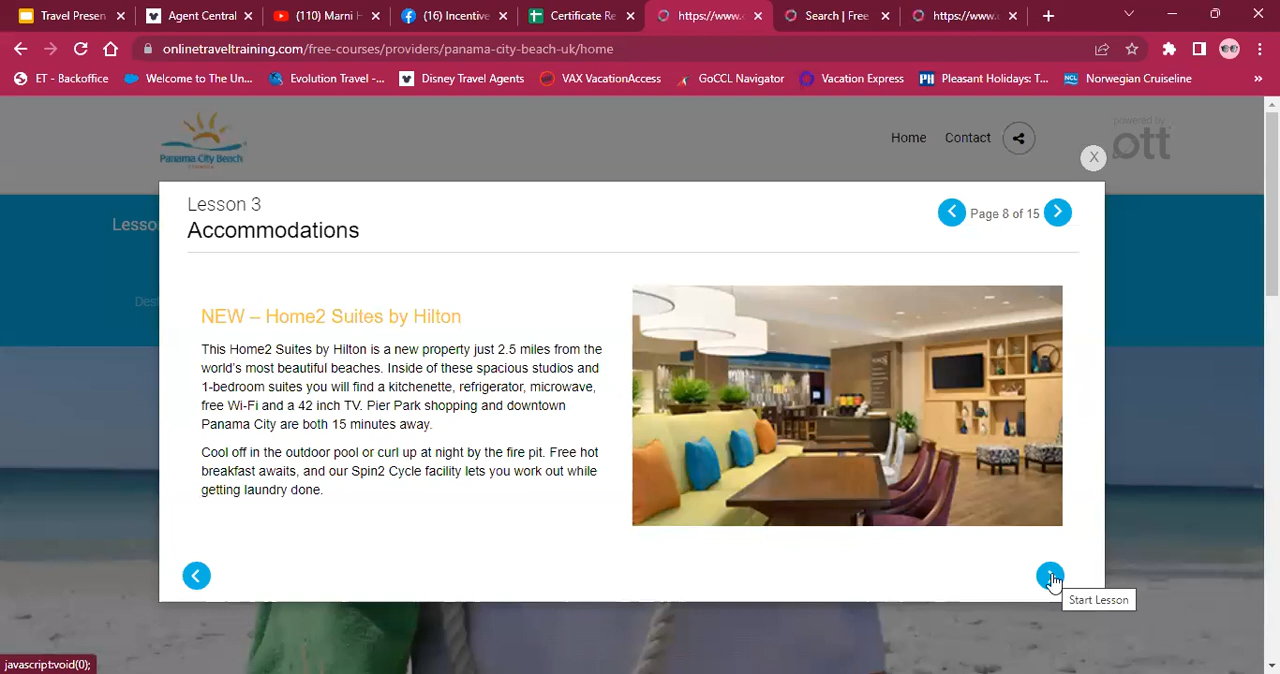 Travel Presen
Agent Central
(110) Marni H
(16) Incentive
Certificate Re
https://www.
Search | Free
https://www.
onlinetraveltraining.com/free-courses/providers/panama-city-beach-uk/home
ET - Backoffice
Welcome to The Un...
Evolution Travel -...
Disney Travel Agents
VAX VacationAccess
GoCCL Navigator
Vacation Express
Pleasant Holidays: T...
Norwegian Cruiseline
Panama City Beach
Home
Contact
powered by
ott
X
Lesson 3
Accommodations
Page 8 of 15
NEW – Home2 Suites by Hilton
This Home2 Suites by Hilton is a new property just 2.5 miles from the
world's most beautiful beaches. Inside of these spacious studios and
1-bedroom suites you will find a kitchenette, refrigerator, microwave,
free Wi-Fi and a 42 inch TV. Pier Park shopping and downtown
Panama City are both 15 minutes away.
Cool off in the outdoor pool or curl up at night by the fire pit. Free hot
breakfast awaits, and our Spin2 Cycle facility lets you work out while
getting laundry done.
Start Lesson
javascript:void(0);